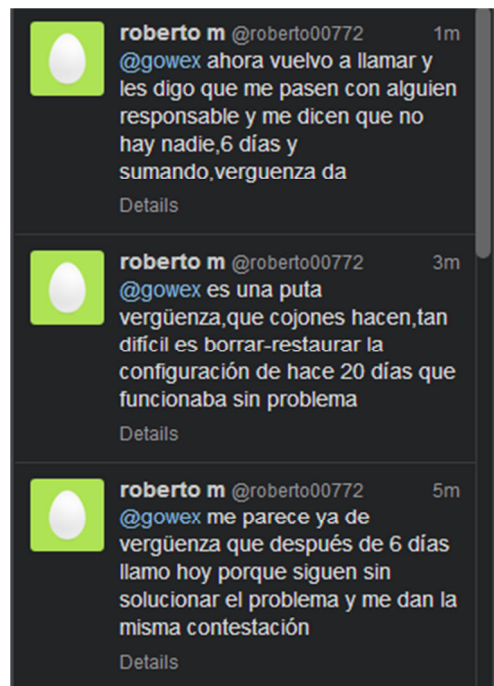 roberto m @roberto00772 1m
@gowex ahora vuelvo a llamar y
les digo que me pasen con alguien
responsable y me dicen que no
hay nadie,6 días y
sumando,verguenza da
Details
roberto m @roberto00772 3m
@gowex es una puta
vergüenza,que cojones hacen,tan
difícil es borrar-restaurar la
configuración de hace 20 días que
funcionaba sin problema
Details
roberto m @roberto00772 5m
@gowex me parece ya de
vergüenza que después de 6 días
llamo hoy porque siguen sin
solucionar el problema y me dan la
misma contestación
Details